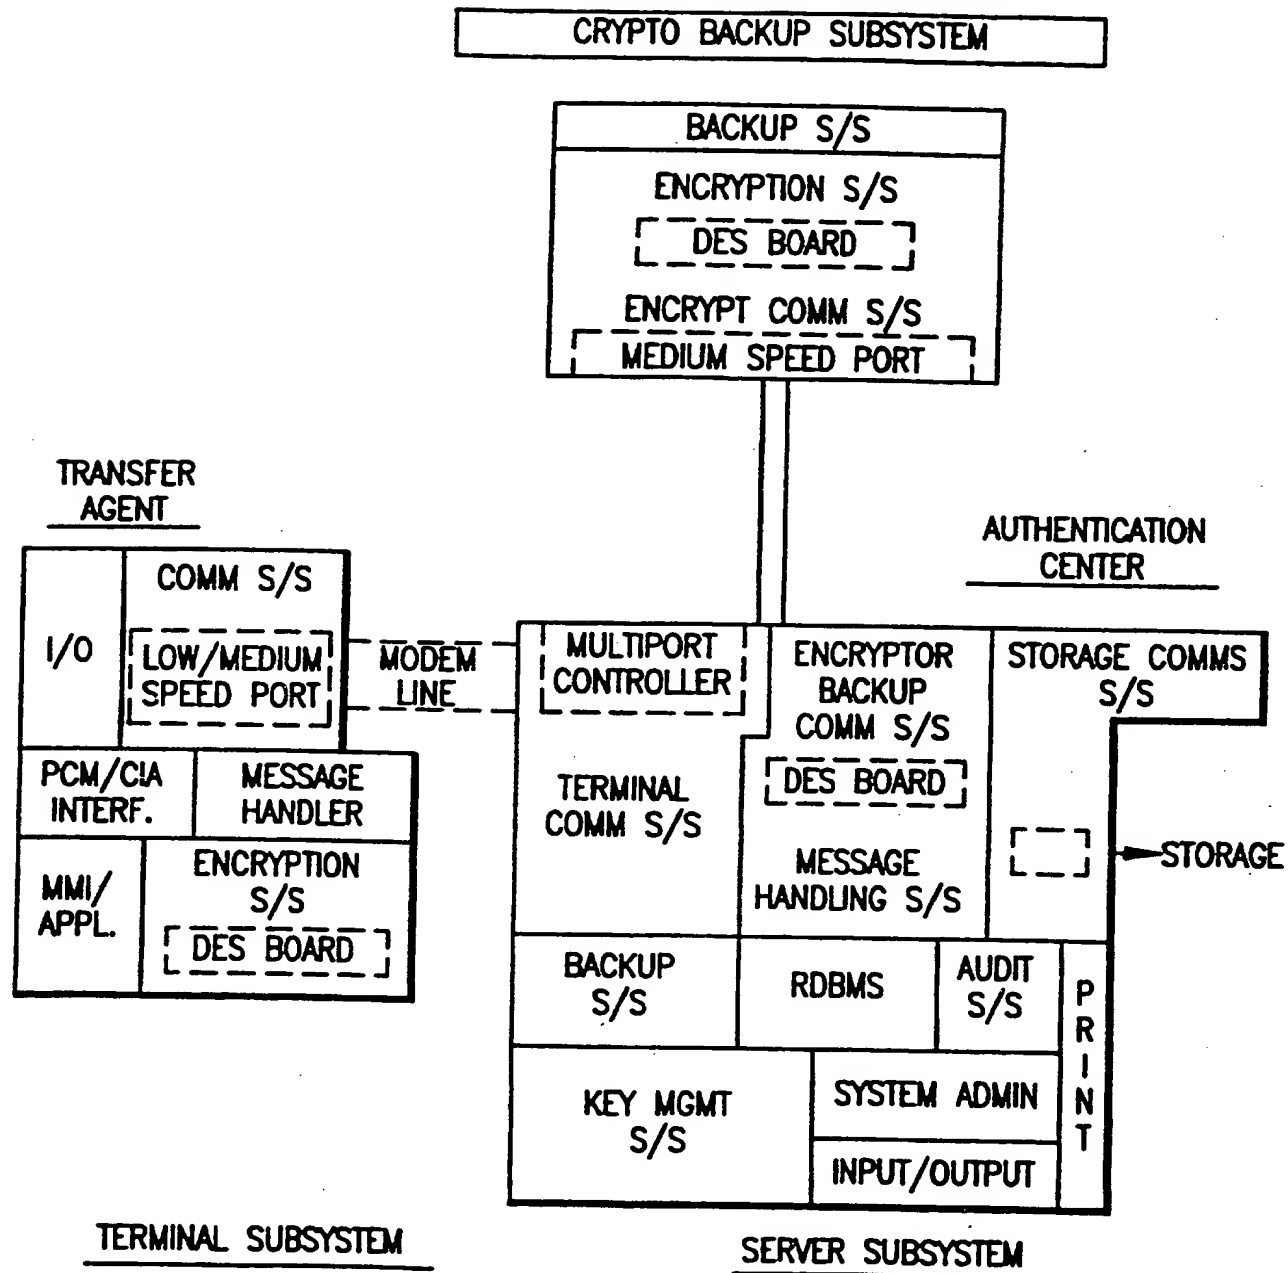 CRYPTO BACKUP SUBSYSTEM
BACKUP S/S
ENCRYPTION S/S
DES BOARD
ENCRYPT COMM S/S
MEDIUM SPEED PORT
TRANSFER
AGENT
I/O
COMM S/S
LOW/MEDIUM
SPEED PORT
PCM/CIA
INTERF.
MESSAGE
HANDLER
MMI/
APPL.
ENCRYPTION
S/S
DES BOARD
MODEM
LINE
AUTHENTICATION
CENTER
MULTIPORT
CONTROLLER
TERMINAL
COMM S/S
ENCRYPTOR
BACKUP
COMM S/S
DES BOARD
MESSAGE
HANDLING S/S
STORAGE COMMS
S/S
STORAGE
BACKUP
S/S
RDBMS
AUDIT
S/S
PRINT
KEY MGMT
S/S
SYSTEM ADMIN
INPUT/OUTPUT
TERMINAL SUBSYSTEM
SERVER SUBSYSTEM